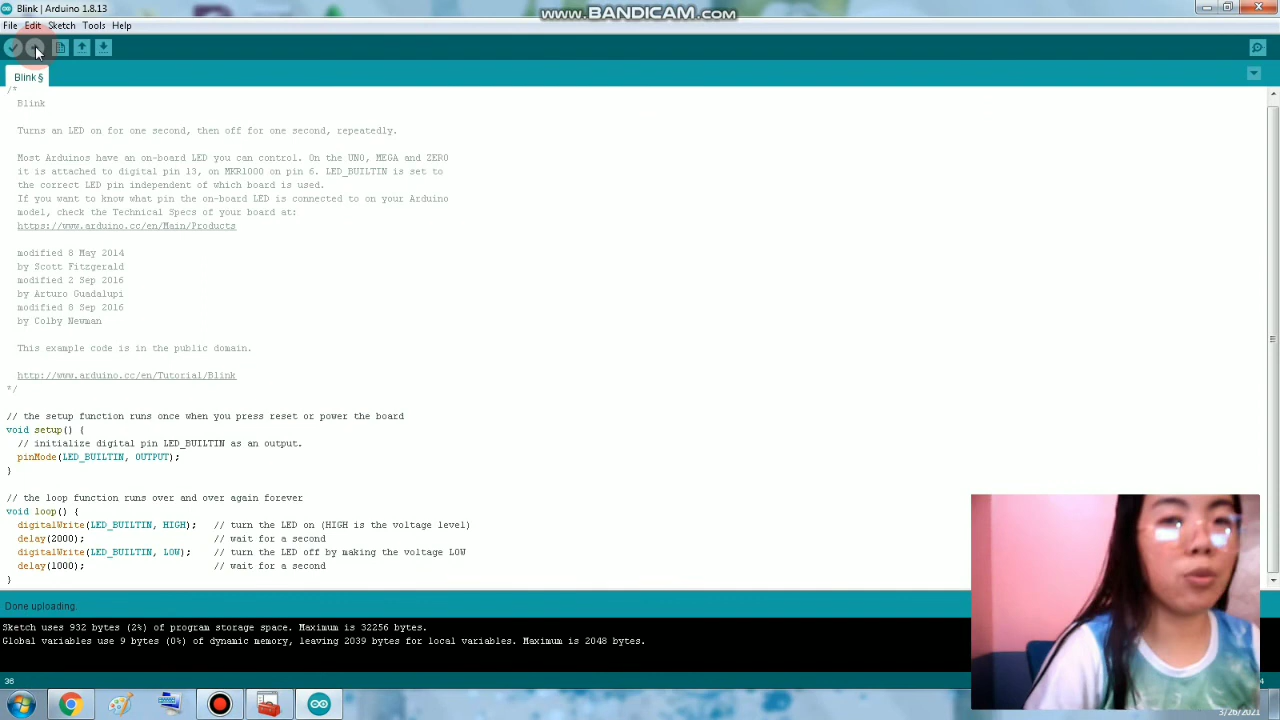 Blink | Arduino 1.8.13
www.BANDICAM.com
File Edit Sketch Tools Help
Blink §
/*
Blink
Turns an LED on for one second, then off for one second, repeatedly.
Most Arduinos have an on-board LED you can control. On the UNO, MEGA and ZERO
it is attached to digital pin 13, on MKR1000 on pin 6. LED_BUILTIN is set to
the correct LED pin independent of which board is used.
If you want to know what pin the on-board LED is connected to on your Arduino
model, check the Technical Specs of your board at:
https://www.arduino.cc/en/Main/Products
modified 8 May 2014
by Scott Fitzgerald
modified 2 Sep 2016
by Arturo Guadalupi
modified 8 Sep 2016
by Colby Newman
This example code is in the public domain.
http://www.arduino.cc/en/Tutorial/Blink
*/
// the setup function runs once when you press reset or power the board
void setup() {
// initialize digital pin LED_BUILTIN as an output.
pinMode(LED_BUILTIN, OUTPUT);
}
// the loop function runs over and over again forever
void loop() {
digitalWrite(LED_BUILTIN, HIGH); // turn the LED on (HIGH is the voltage level)
delay(2000); // wait for a second
digitalWrite(LED_BUILTIN, LOW); // turn the LED off by making the voltage LOW
delay(1000); // wait for a second
}
Done uploading.
Sketch uses 932 bytes (2%) of program storage space. Maximum is 32256 bytes.
Global variables use 9 bytes (0%) of dynamic memory, leaving 2039 bytes for local variables. Maximum is 2048 bytes.
36
3/26/2021